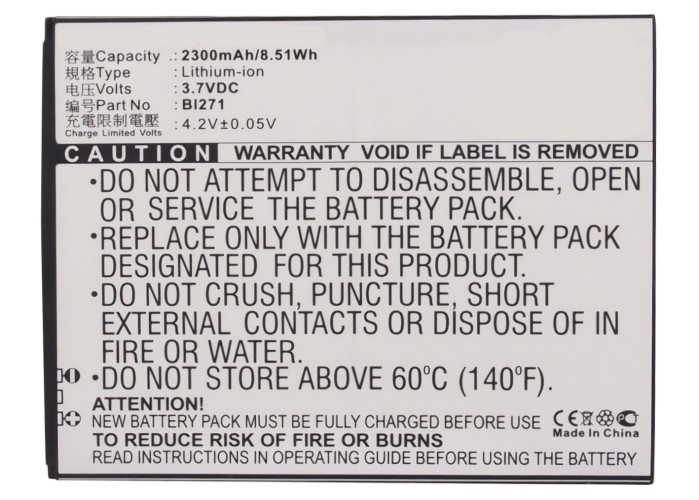 容量Capacity : 2300mAh/8.51Wh
規格Type : Lithium-ion
电压Volts : 3.7VDC
编号Part No : BI271
充電限制電壓 : 4.2V±0.05V
Charge Limited Volts
CAUTION WARRANTY VOID IF LABEL IS REMOVED
•DO NOT ATTEMPT TO DISASSEMBLE, OPEN
OR SERVICE THE BATTERY PACK.
•REPLACE ONLY WITH THE BATTERY PACK
DESIGNATED FOR THIS PRODUCT.
•DO NOT CRUSH, PUNCTURE, SHORT
EXTERNAL CONTACTS OR DISPOSE OF IN
FIRE OR WATER.
•DO NOT STORE ABOVE 60°C (140°F).
ATTENTION!
NEW BATTERY PACK MUST BE FULLY CHARGED BEFORE USE
TO REDUCE RISK OF FIRE OR BURNS
READ INSTRUCTIONS IN OPERATING GUIDE BEFORE USING THE BATTERY
CE
Made In China